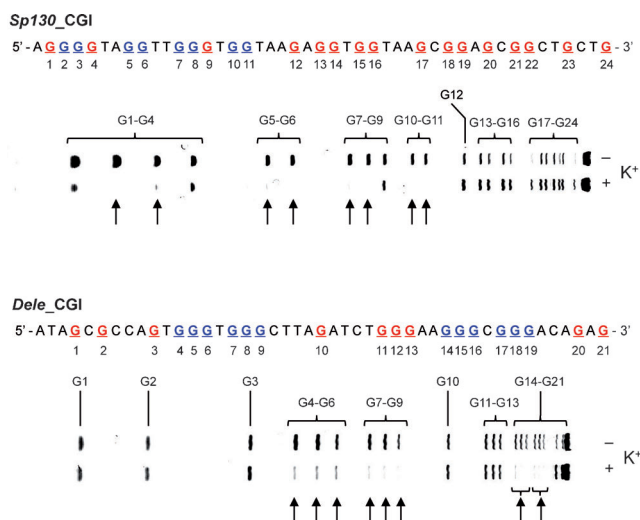 Sp130_CGI
5' - AGGGGTAGGTTGGGTGGTAAGAGGTGGTAAGCGGAGCGGCTGCTG - 3'
1 2 3 4 5 6 7 8 9 10 11 12 13 14 15 16 17 18 19 20 21 22 23 24
G1-G4 G5-G6 G7-G9 G10-G11 G12 G13-G16 G17-G24
−
K+
+
Dele_CGI
5' - ATAGCGCCAGTGGGTGGGCTTAGATCTGGGAAGGGCGGGACAGAG - 3'
1 2 3 4 5 6 7 8 9 10 11 12 13 14 15 16 17 18 19 20 21
G1 G2 G3 G4-G6 G7-G9 G10 G11-G13 G14-G21
−
K+
+